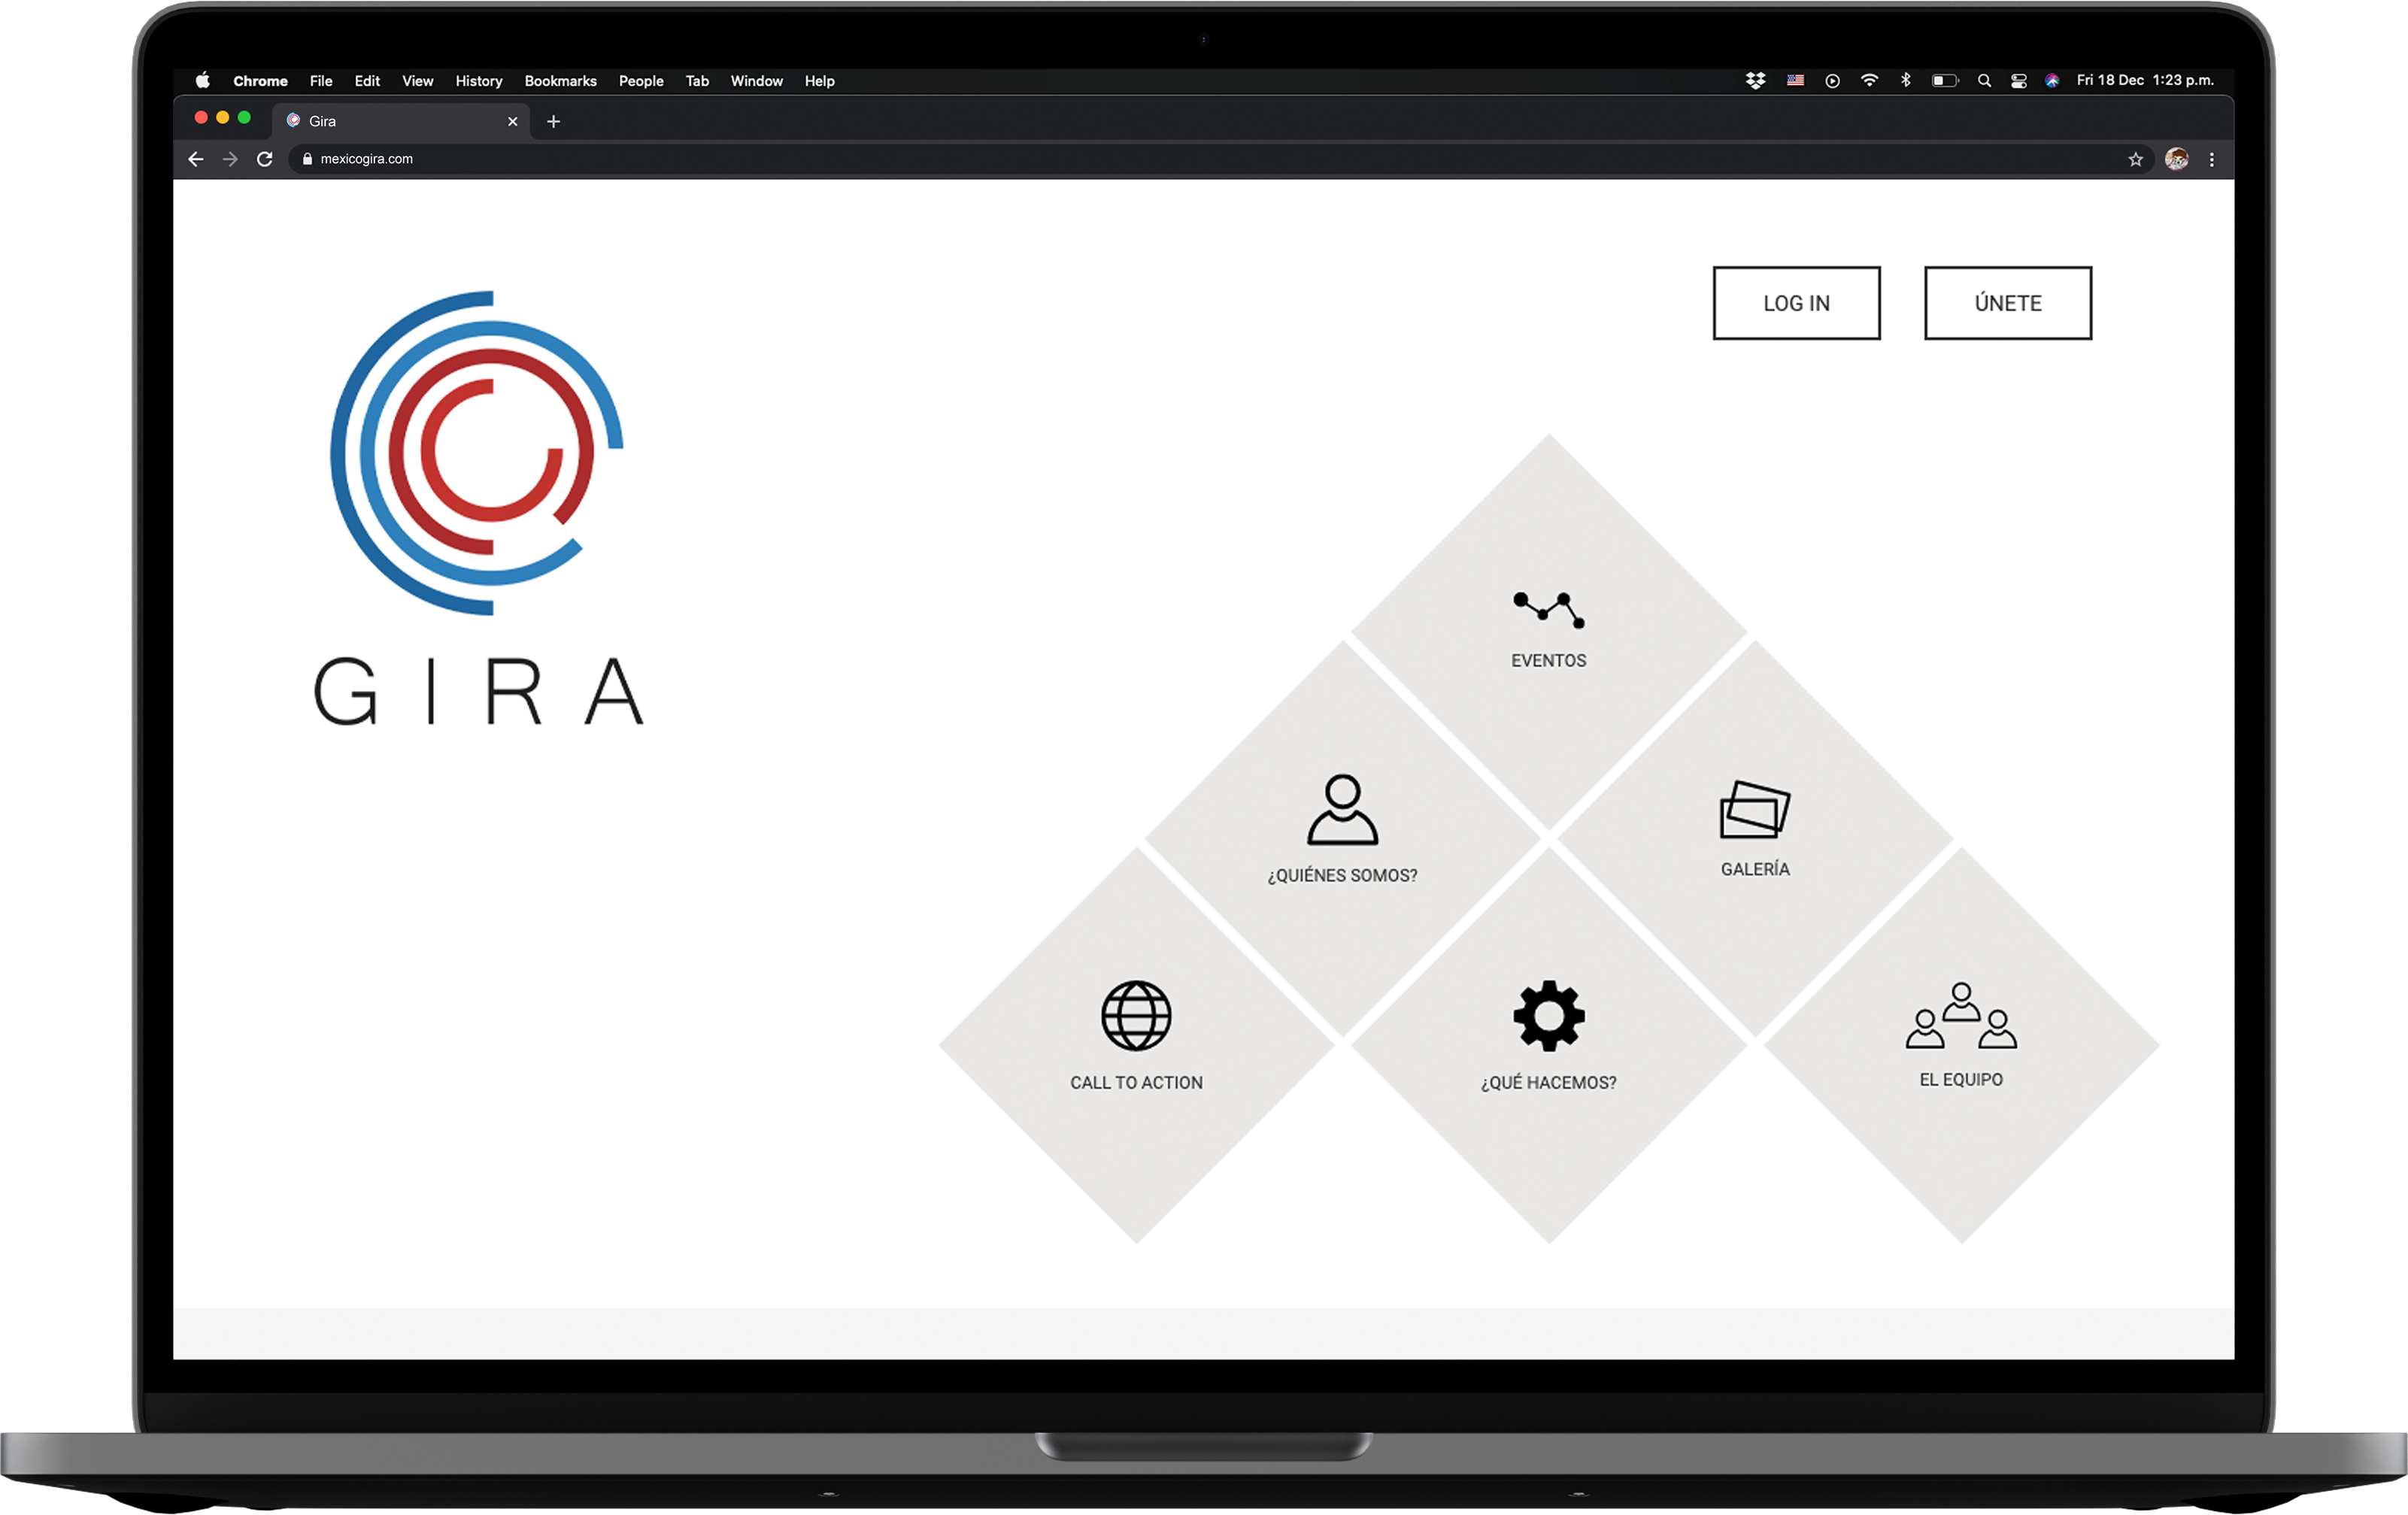 Chrome File Edit View History Bookmarks People Tab Window Help Fri 18 Dec 1:23 p.m.
Gira
mexicogira.com
LOG IN ÚNETE
GIRA
EVENTOS
¿QUIÉNES SOMOS?
GALERÍA
CALL TO ACTION
¿QUÉ HACEMOS?
EL EQUIPO